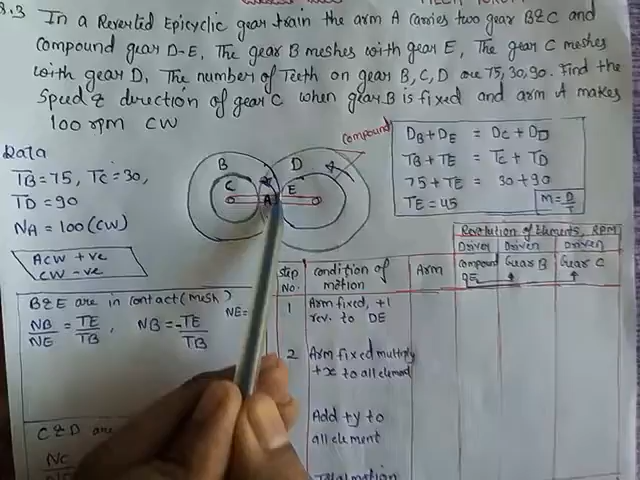 8.3 In a Reverted Epicyclic gear train the arm A carries two gear B&C and
compound gear D-E, The gear B meshes with gear E, The gear C meshes
with gear D, The number of Teeth on gear B, C, D are 75, 30, 90. Find the
Speed & direction of gear C when gear B is fixed and arm A makes
100 rpm CW
Data
TB = 75, TC = 30,
TD = 90
NA = 100 (CW)
ACW +ve
CW -ve
compound
B
D
C
A
E
DB + DE = DC + DD
TB + TE = TC + TD
75 + TE = 30 + 90
TE = 45
M = D/T
B&E are in contact (mesh)
NB/NE = TE/TB, NB = -TE/TB
NE =
C&D are
NC
Revolution of Elements, RPM
Step No.
condition of motion
Arm
Driven compound DE
Driven Gear B
Driven Gear C
1 Arm fixed, +1 rev. to DE
2 Arm fixed multiply +x to all element
Add +y to all element
Total motion